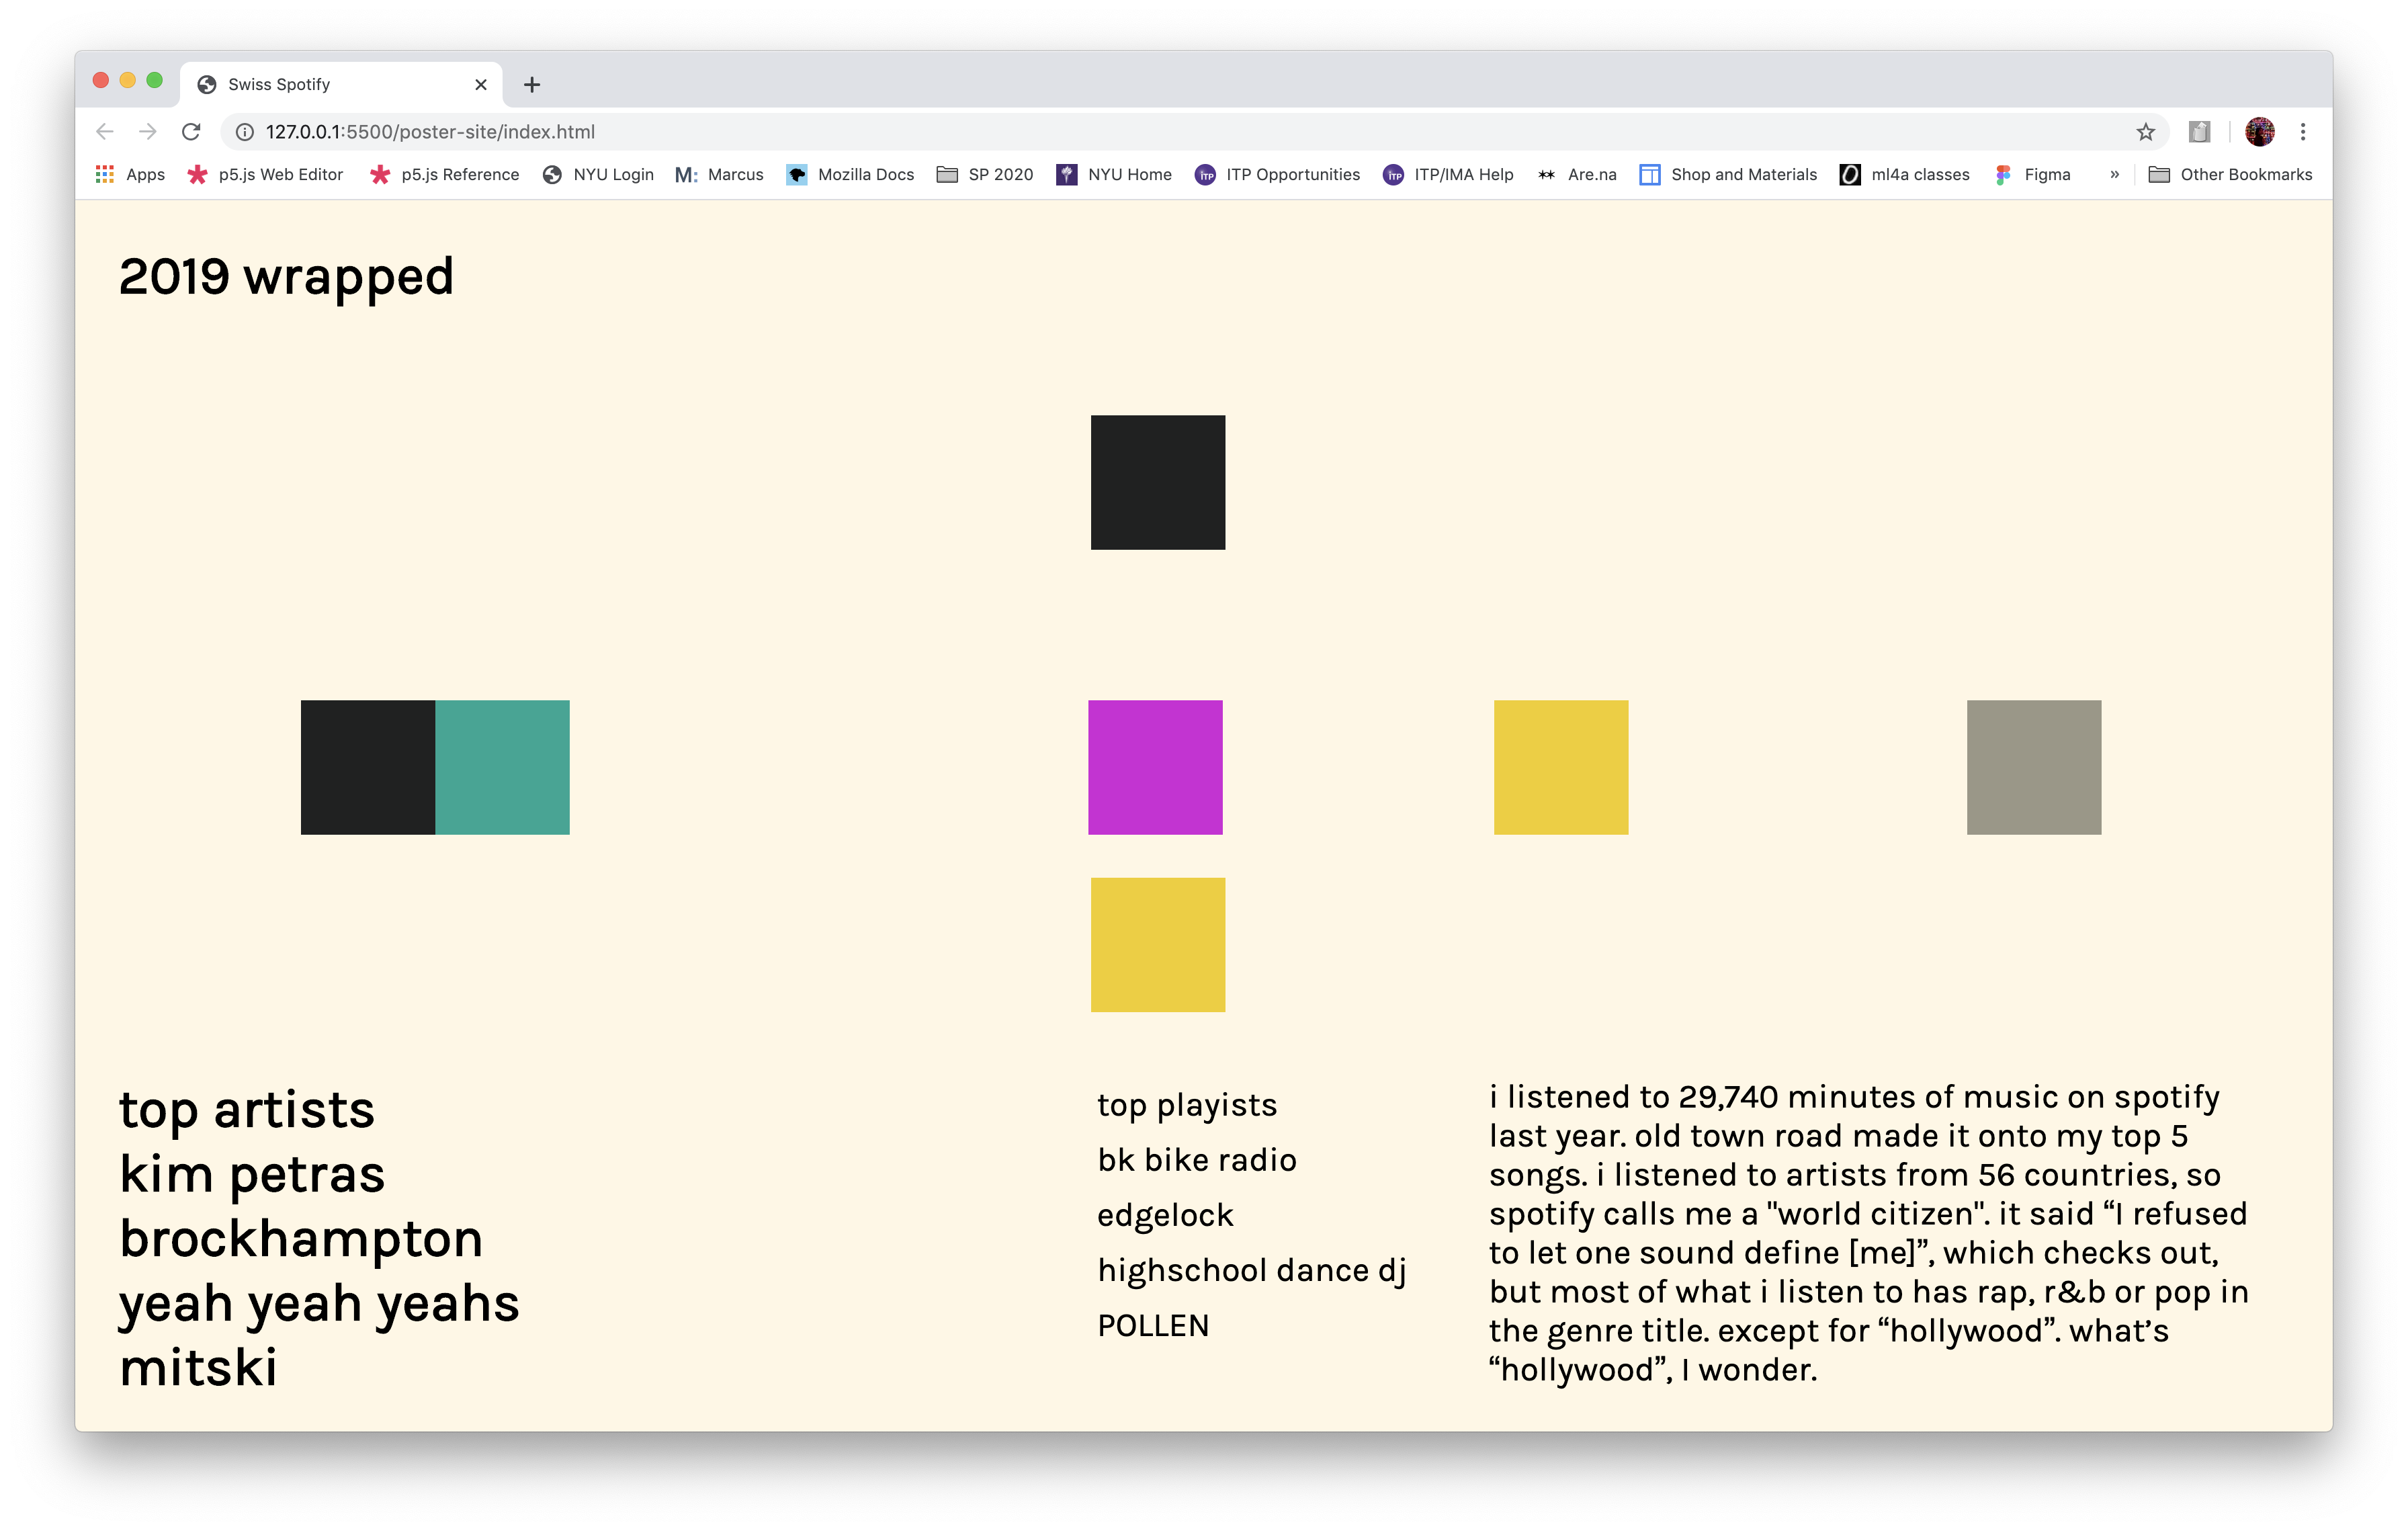 Swiss Spotify
127.0.0.1:5500/poster-site/index.html
Apps p5.js Web Editor p5.js Reference NYU Login M: Marcus Mozilla Docs SP 2020 NYU Home ITP ITP Opportunities ITP ITP/IMA Help Are.na Shop and Materials ml4a classes Figma » Other Bookmarks
2019 wrapped
top artists
kim petras
brockhampton
yeah yeah yeahs
mitski
top playists
bk bike radio
edgelock
highschool dance dj
POLLEN
i listened to 29,740 minutes of music on spotify
last year. old town road made it onto my top 5
songs. i listened to artists from 56 countries, so
spotify calls me a "world citizen". it said “I refused
to let one sound define [me]”, which checks out,
but most of what i listen to has rap, r&b or pop in
the genre title. except for “hollywood”. what’s
“hollywood”, I wonder.